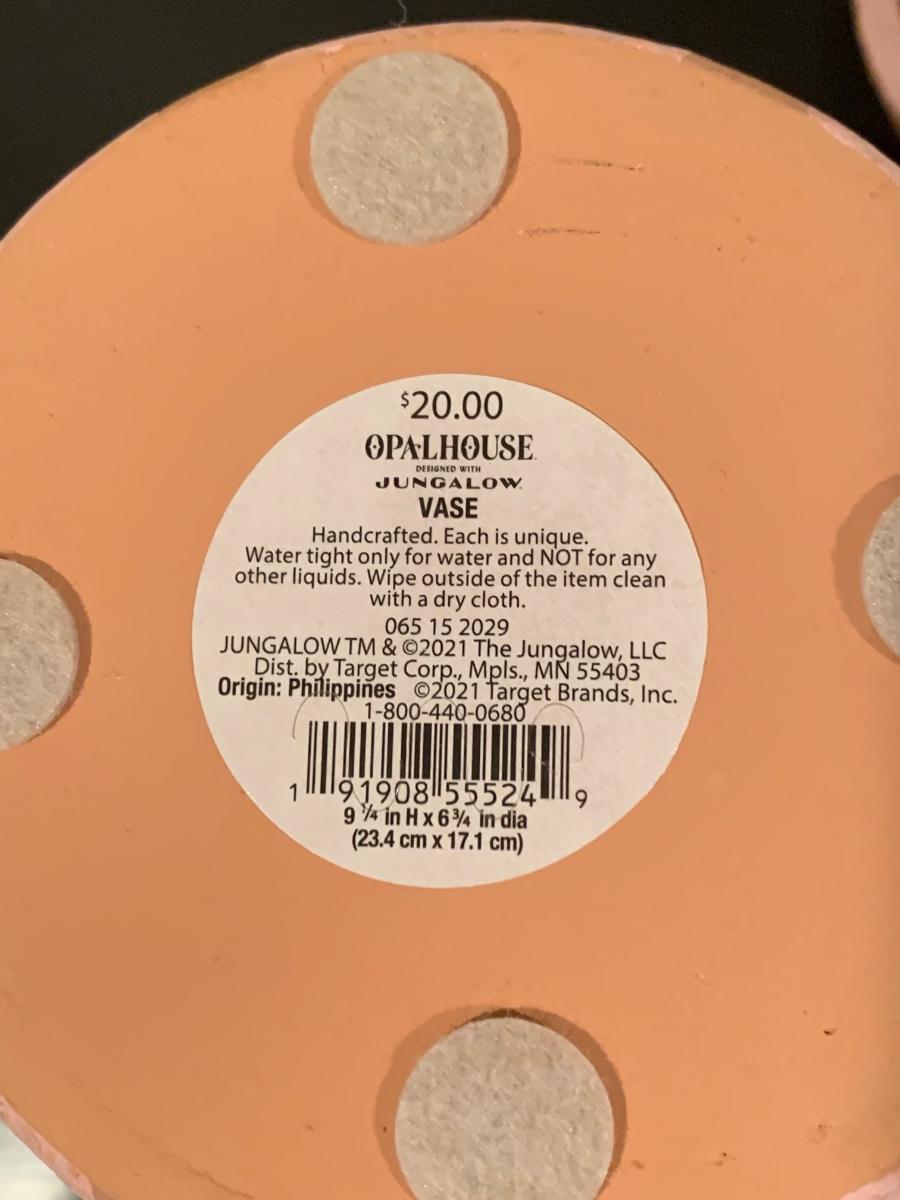 $20.00
OPALHOUSE
DESIGNED WITH
JUNGALOW
VASE
Handcrafted. Each is unique.
Water tight only for water and NOT for any
other liquids. Wipe outside of the item clean
with a dry cloth.
065 15 2029
JUNGALOW TM & ©2021 The Jungalow, LLC
Dist. by Target Corp., Mpls., MN 55403
Origin: Philippines ©2021 Target Brands, Inc.
1-800-440-0680
1 91908 55524 9
9 1/4 in H x 6 3/4 in dia
(23.4 cm x 17.1 cm)